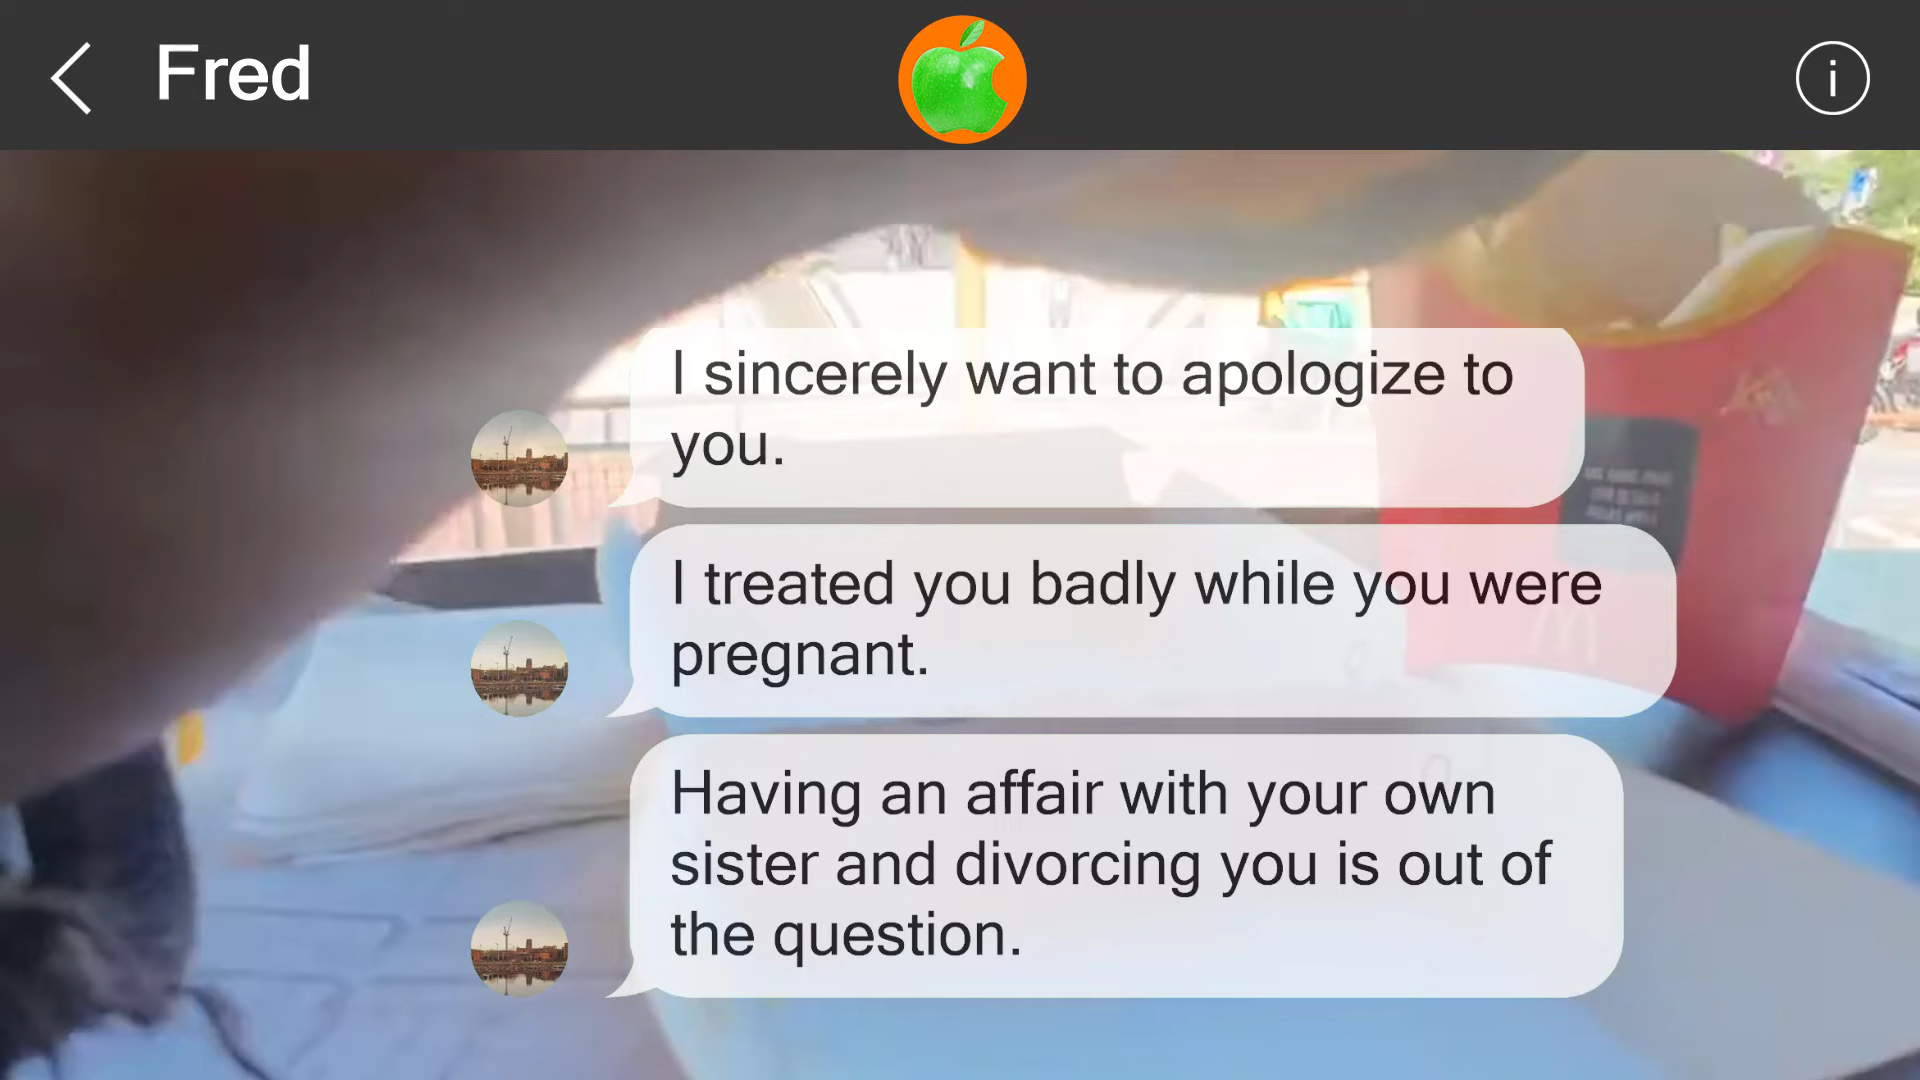 Fred
i
I sincerely want to apologize to
you.
I treated you badly while you were
pregnant.
Having an affair with your own
sister and divorcing you is out of
the question.